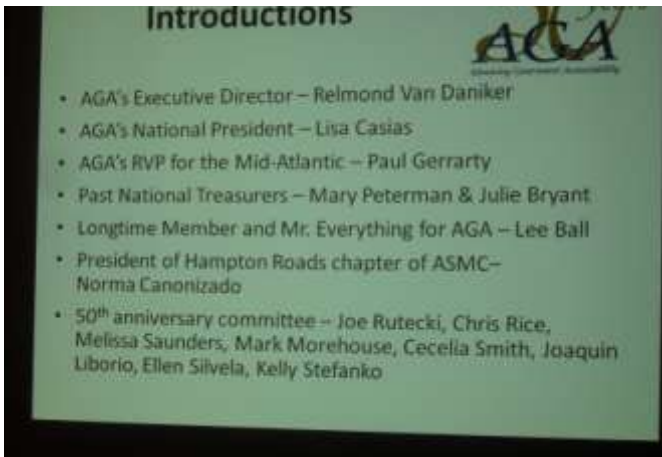 Introductions
AGA
Advancing Government Accountability
• AGA's Executive Director – Relmond Van Daniker
• AGA's National President – Lisa Casias
• AGA's RVP for the Mid-Atlantic – Paul Gerrarty
• Past National Treasurers – Mary Peterman & Julie Bryant
• Longtime Member and Mr. Everything for AGA – Lee Ball
• President of Hampton Roads chapter of ASMC–
Norma Canonizado
• 50th anniversary committee – Joe Rutecki, Chris Rice,
Melissa Saunders, Mark Morehouse, Cecelia Smith, Joaquin
Liborio, Ellen Silvela, Kelly Stefanko